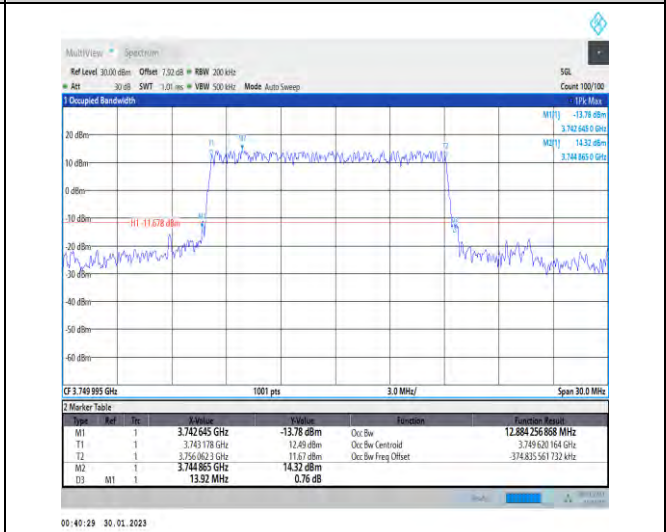 MultiView Spectrum
Ref Level 30.00 dBm Offset 7.92 dB RBW 200 kHz SGL
Att 30 dB SWT 1.01 ms VBW 500 kHz Mode Auto Sweep Count 100/100
1 Occupied Bandwidth 1Pk Max
M1[1] -13.78 dBm
3.742 645 0 GHz
M2[1] 14.32 dBm
3.744 865 0 GHz
20 dBm
T1 M2 T2
10 dBm
0 dBm
-10 dBm
H1 -11.678 dBm
-20 dBm
-30 dBm
-40 dBm
-50 dBm
-60 dBm
CF 3.749 995 GHz 1001 pts 3.0 MHz/ Span 30.0 MHz
2 Marker Table
Type Ref Trc X-Value Y-Value Function Function Result
M1 1 3.742 645 GHz -13.78 dBm Occ Bw 12.884 256 868 MHz
T1 1 3.743 178 GHz 12.49 dBm Occ Bw Centroid 3.749 620 164 GHz
T2 1 3.756 062 3 GHz 11.67 dBm Occ Bw Freq Offset -374.835 561 732 kHz
M2 1 3.744 865 GHz 14.32 dBm
D3 M1 1 13.92 MHz 0.76 dB
00:40:29 30.01.2023